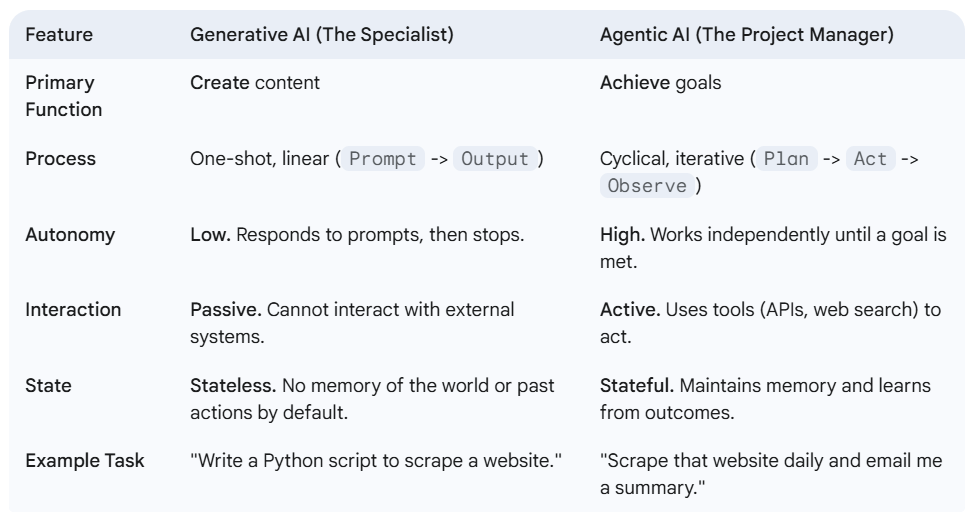 Feature Generative AI (The Specialist) Agentic AI (The Project Manager)
Primary Function Create content Achieve goals
Process One-shot, linear ( Prompt -> Output ) Cyclical, iterative ( Plan -> Act -> Observe )
Autonomy Low. Responds to prompts, then stops. High. Works independently until a goal is met.
Interaction Passive. Cannot interact with external systems. Active. Uses tools (APIs, web search) to act.
State Stateless. No memory of the world or past actions by default. Stateful. Maintains memory and learns from outcomes.
Example Task "Write a Python script to scrape a website." "Scrape that website daily and email me a summary."